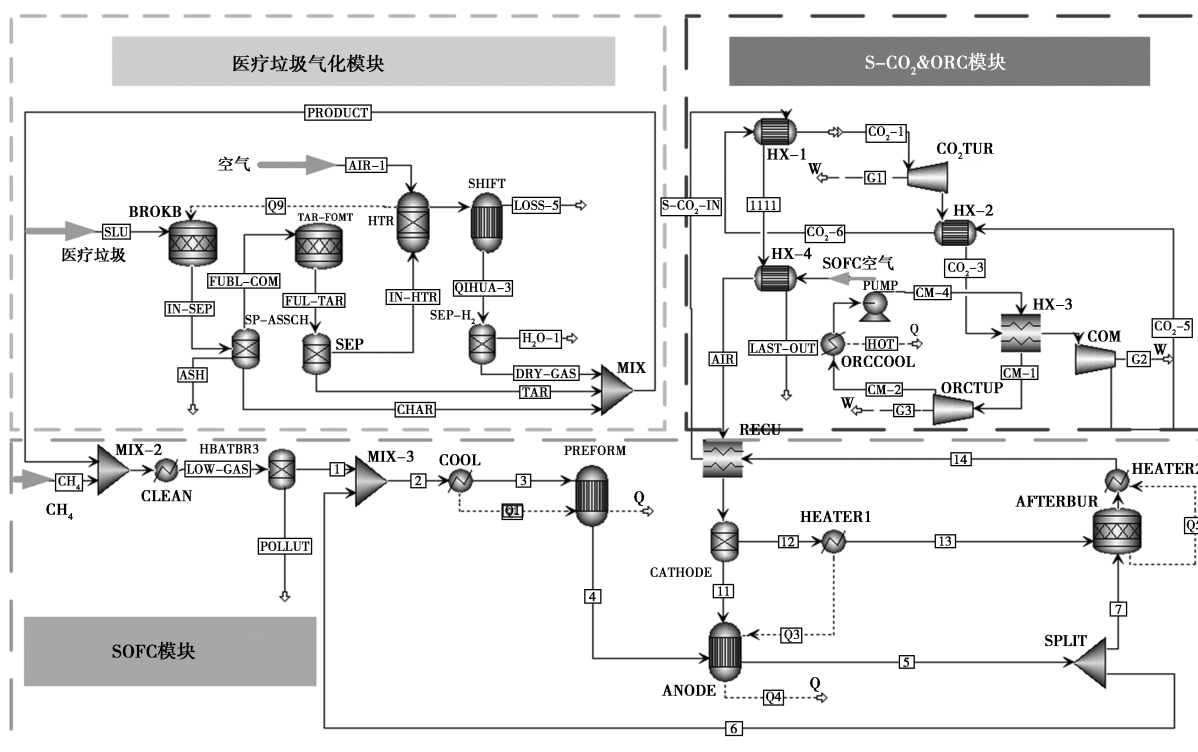 医疗垃圾气化模块
S-CO₂&ORC模块
PRODUCT
空气
AIR-1
SHIFT
BROKB
Q9
TAR-FOMT
HTR
LOSS-5
SLU
医疗垃圾
FUBL-COM
IN-SEP
FUL-TAR
IN-HTR
QIHUA-3
SP-ASSCH
SEP-H₂
SEP
H₂O-1
ASH
DRY-GAS
MIX
TAR
CHAR
CO₂-1
HX-1
CO₂TUR
W
G1
S-CO₂-IN
1111
HX-2
CO₂-6
HX-4
SOFC空气
CO₂-3
PUMP
CM-4
HX-3
Q
HOT
COM
CO₂-5
AIR
LAST-OUT
ORCCOOL
W
G2
CM-1
CM-2
ORCTUP
W
G3
RECU
MIX-2
HBATBR3
CH₄
CH₄
CLEAN
LOW-GAS
1
MIX-3
2
COOL
3
PREFORM
Q1
Q
POLLUT
14
HEATER2
AFTERBUR
HEATER1
12
13
CATHODE
11
4
Q3
7
SOFC模块
SPLIT
5
ANODE
Q4
Q
6